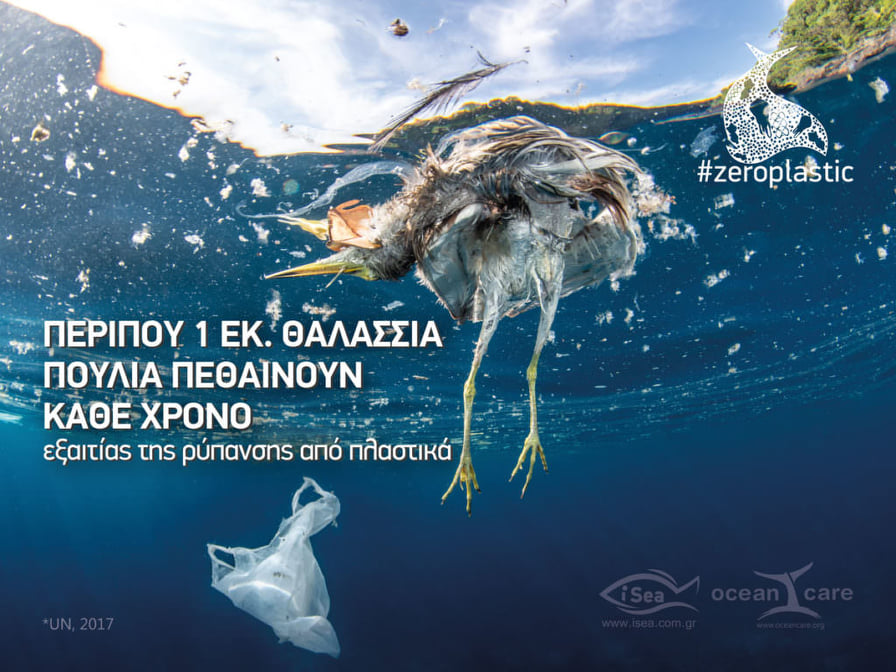 #zeroplastic
ΠΕΡΙΠΟΥ 1 ΕΚ. ΘΑΛΑΣΣΙΑ
ΠΟΥΛΙΑ ΠΕΘΑΙΝΟΥΝ
ΚΑΘΕ ΧΡΟΝΟ
εξαιτίας της ρύπανσης από πλαστικά
iSea
ocean care
www.isea.com.gr
www.oceancare.org
*UN, 2017